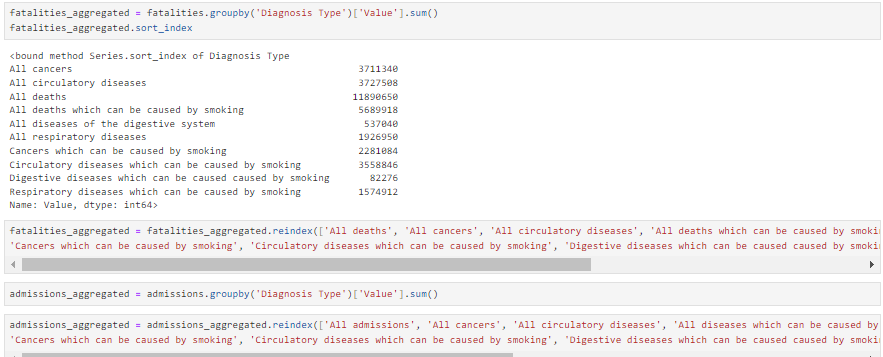 fatalities_aggregated = fatalities.groupby('Diagnosis Type')['Value'].sum()
fatalities_aggregated.sort_index
<bound method Series.sort_index of Diagnosis Type
All cancers 3711340
All circulatory diseases 3727508
All deaths 11890650
All deaths which can be caused by smoking 5689918
All diseases of the digestive system 537040
All respiratory diseases 1926950
Cancers which can be caused by smoking 2281084
Circulatory diseases which can be caused by smoking 3558846
Digestive diseases which can be caused caused by smoking 82276
Respiratory diseases which can be caused by smoking 1574912
Name: Value, dtype: int64>
fatalities_aggregated = fatalities_aggregated.reindex(['All deaths', 'All cancers', 'All circulatory diseases', 'All deaths which can be caused by smoki
'Cancers which can be caused by smoking', 'Circulatory diseases which can be caused by smoking', 'Digestive diseases which can be caused caused by smoki
admissions_aggregated = admissions.groupby('Diagnosis Type')['Value'].sum()
admissions_aggregated = admissions_aggregated.reindex(['All admissions', 'All cancers', 'All circulatory diseases', 'All diseases which can be caused by
'Cancers which can be caused by smoking', 'Circulatory diseases which can be caused by smoking', 'Digestive diseases which can be caused caused by smoki